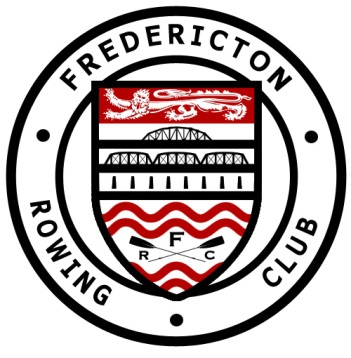 FREDERICTON
ROWING CLUB
F
R C